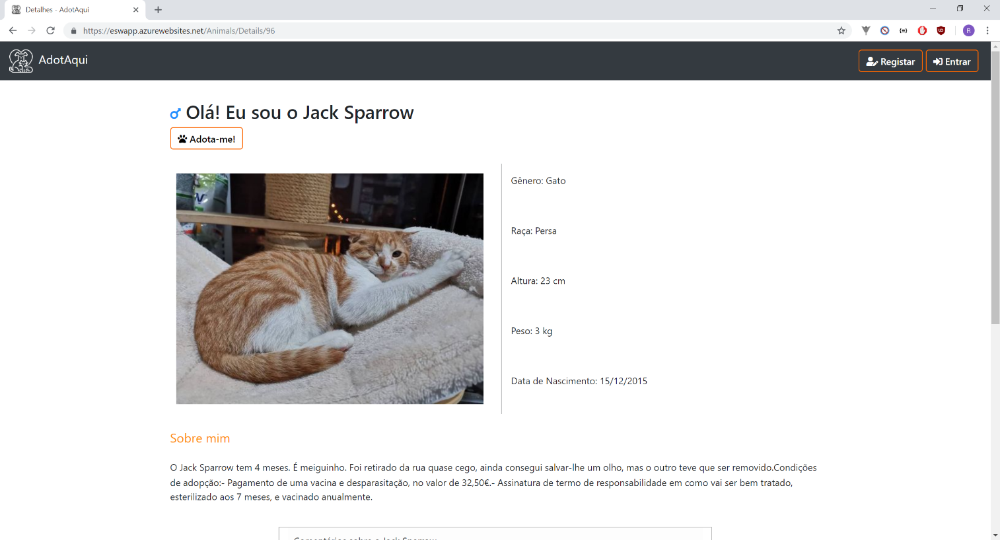 Detalhes - AdotAqui
https://eswapp.azurewebsites.net/Animals/Details/96
R
AdotAqui
Registar
Entrar
Olá! Eu sou o Jack Sparrow
Adota-me!
Gênero: Gato
Raça: Persa
Altura: 23 cm
Peso: 3 kg
Data de Nascimento: 15/12/2015
Sobre mim
O Jack Sparrow tem 4 meses. É meiguinho. Foi retirado da rua quase cego, ainda consegui salvar-lhe um olho, mas o outro teve que ser removido.Condições
de adopção:- Pagamento de uma vacina e desparasitação, no valor de 32,50€.- Assinatura de termo de responsabilidade em como vai ser bem tratado,
esterilizado aos 7 meses, e vacinado anualmente.
Comentários sobre o Jack Sparrow